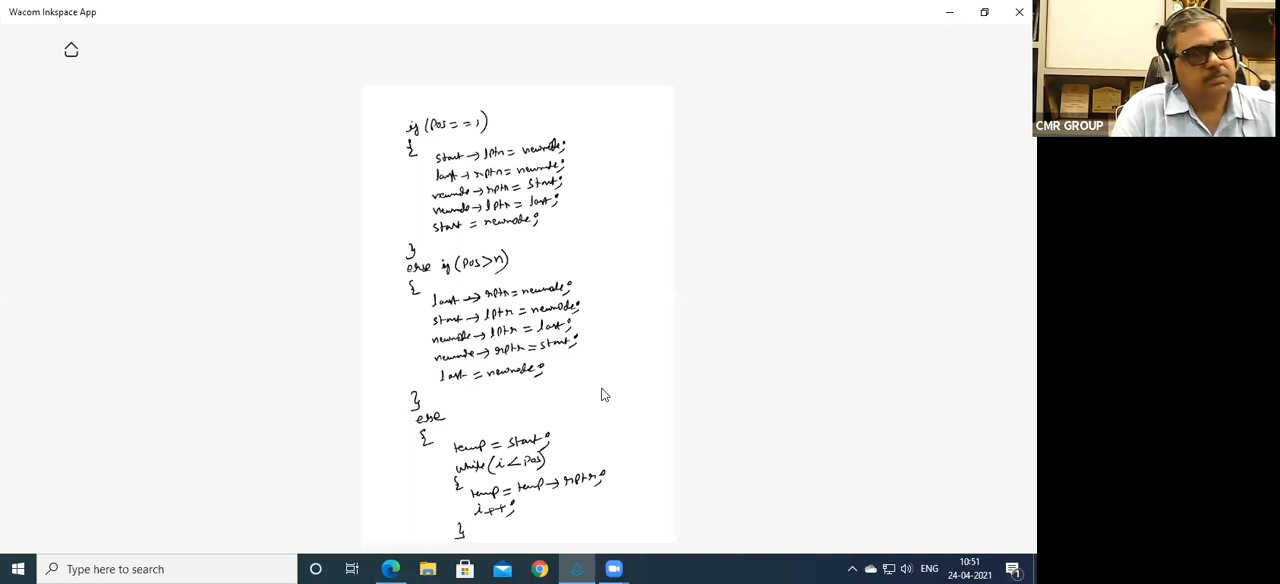 Wacom Inkspace App
CMR GROUP
if (pos == 1)
{
start → lptr = newnode;
last → rptr = newnode;
newnode → rptr = start;
newnode → lptr = last;
start = newnode;
}
else if (pos > n)
{
last → rptr = newnode;
start → lptr = newnode;
newnode → lptr = last;
newnode → rptr = start;
last = newnode;
}
else
{
temp = start;
while (i < pos)
{
temp = temp → rptr;
i++;
}
Type here to search
ENG
10:51
24-04-2021
1